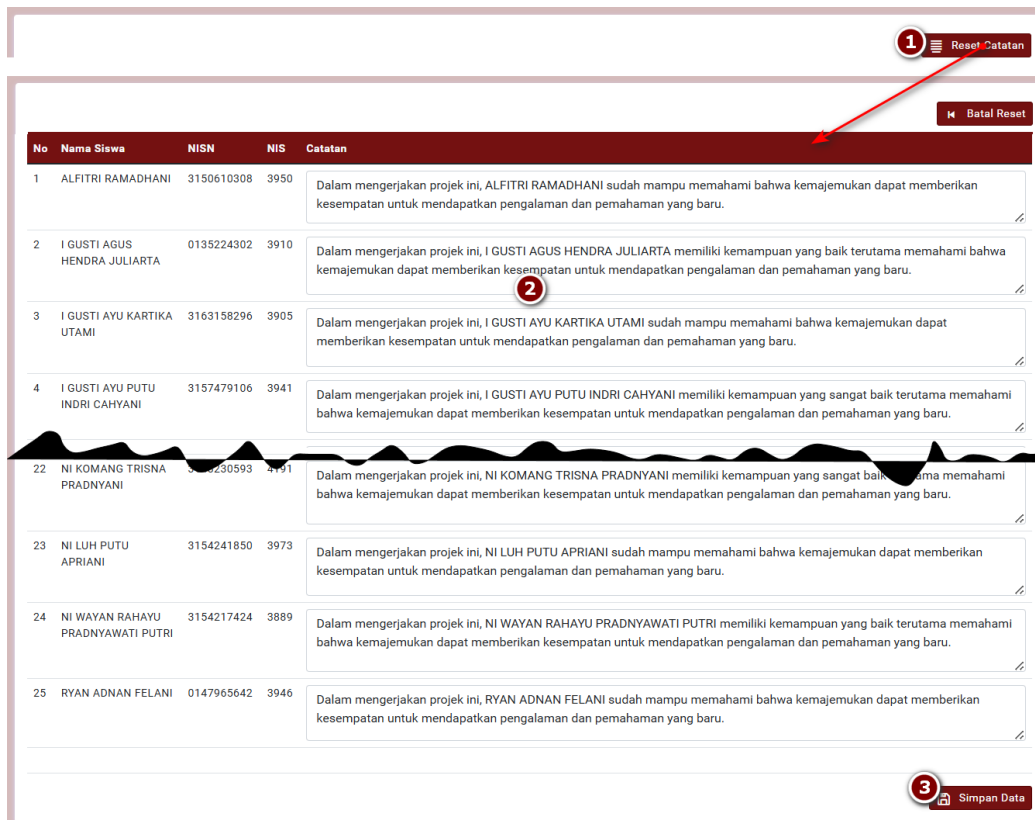 1 Reset Catatan
Batal Reset
No Nama Siswa NISN NIS Catatan
1 ALFITRI RAMADHANI 3150610308 3950 Dalam mengerjakan projek ini, ALFITRI RAMADHANI sudah mampu memahami bahwa kemajemukan dapat memberikan
kesempatan untuk mendapatkan pengalaman dan pemahaman yang baru.
2 I GUSTI AGUS 0135224302 3910 Dalam mengerjakan projek ini, I GUSTI AGUS HENDRA JULIARTA memiliki kemampuan yang baik terutama memahami bahwa
HENDRA JULIARTA kemajemukan dapat memberikan kesempatan untuk mendapatkan pengalaman dan pemahaman yang baru.
2
3 I GUSTI AYU KARTIKA 3163158296 3905 Dalam mengerjakan projek ini, I GUSTI AYU KARTIKA UTAMI sudah mampu memahami bahwa kemajemukan dapat
UTAMI memberikan kesempatan untuk mendapatkan pengalaman dan pemahaman yang baru.
4 I GUSTI AYU PUTU 3157479106 3941 Dalam mengerjakan projek ini, I GUSTI AYU PUTU INDRI CAHYANI memiliki kemampuan yang sangat baik terutama memahami
INDRI CAHYANI bahwa kemajemukan dapat memberikan kesempatan untuk mendapatkan pengalaman dan pemahaman yang baru.
22 NI KOMANG TRISNA Dalam mengerjakan projek ini, NI KOMANG TRISNA PRADNYANI memiliki kemampuan yang sangat baik memahami
PRADNYANI bahwa kemajemukan dapat memberikan kesempatan untuk mendapatkan pengalaman dan pemahaman yang baru.
23 NI LUH PUTU 3154241850 3973 Dalam mengerjakan projek ini, NI LUH PUTU APRIANI sudah mampu memahami bahwa kemajemukan dapat memberikan
APRIANI kesempatan untuk mendapatkan pengalaman dan pemahaman yang baru.
24 NI WAYAN RAHAYU 3154217424 3889 Dalam mengerjakan projek ini, NI WAYAN RAHAYU PRADNYAWATI PUTRI memiliki kemampuan yang baik terutama memahami
PRADNYAWATI PUTRI bahwa kemajemukan dapat memberikan kesempatan untuk mendapatkan pengalaman dan pemahaman yang baru.
25 RYAN ADNAN FELANI 0147965642 3946 Dalam mengerjakan projek ini, RYAN ADNAN FELANI sudah mampu memahami bahwa kemajemukan dapat memberikan
kesempatan untuk mendapatkan pengalaman dan pemahaman yang baru.
3 Simpan Data